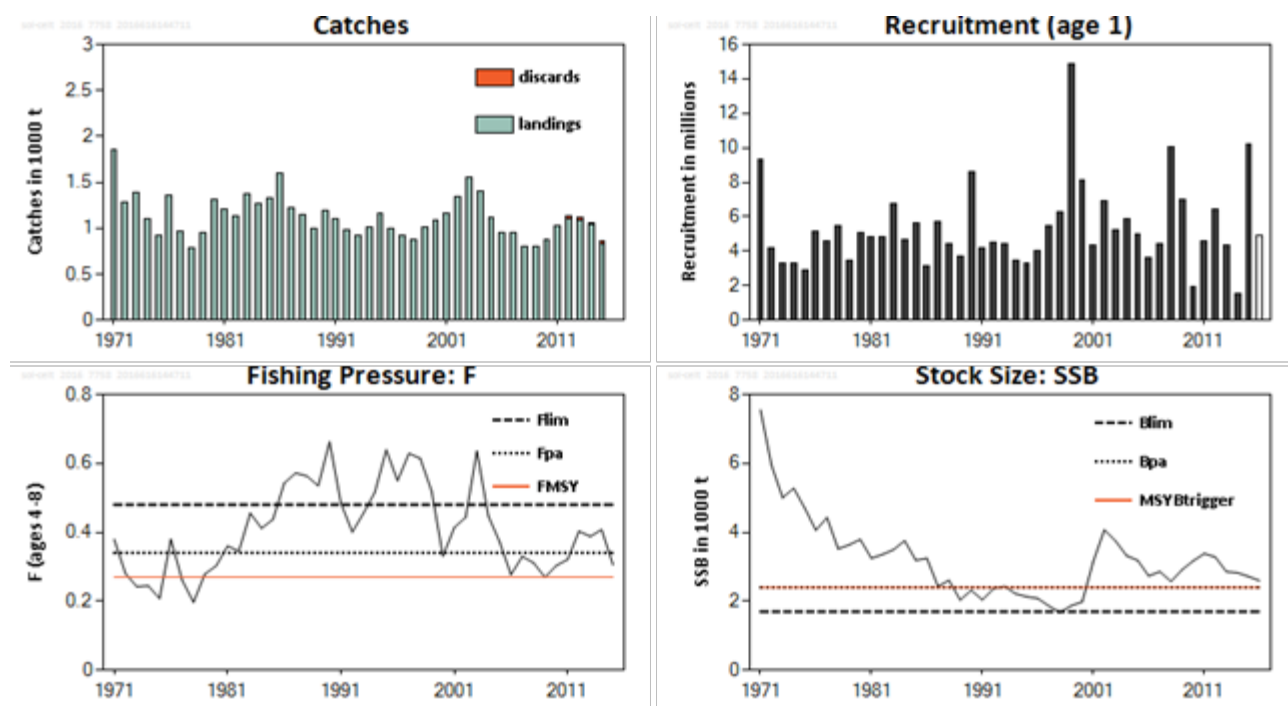 Catches
Catches in 1000 t
3
2.5
2
1.5
1
0.5
0
discards
landings
1971
1981
1991
2001
2011
Recruitment (age 1)
Recruitment in millions
16
14
12
10
8
6
4
2
0
1971
1981
1991
2001
2011
Fishing Pressure: F
F (ages 4-8)
0.8
0.6
0.4
0.2
0
Flim
Fpa
FMSY
1971
1981
1991
2001
2011
Stock Size: SSB
SSB in 1000 t
8
6
4
2
0
Blim
Bpa
MSYBtrigger
1971
1981
1991
2001
2011